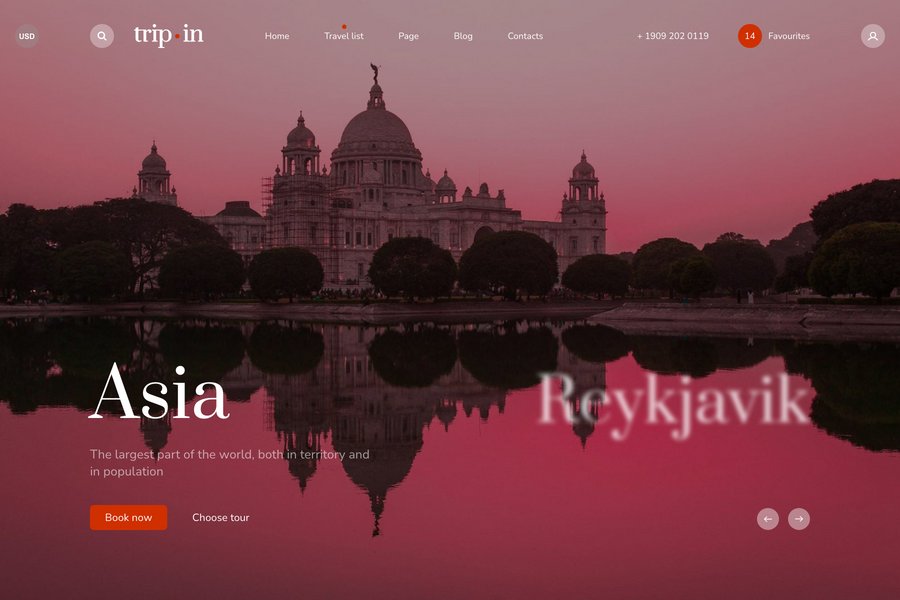 USD
trip·in
Home
Travel list
Page
Blog
Contacts
+ 1909 202 0119
14
Favourites
Asia
Reykjavik
The largest part of the world, both in territory and
in population
Book now
Choose tour